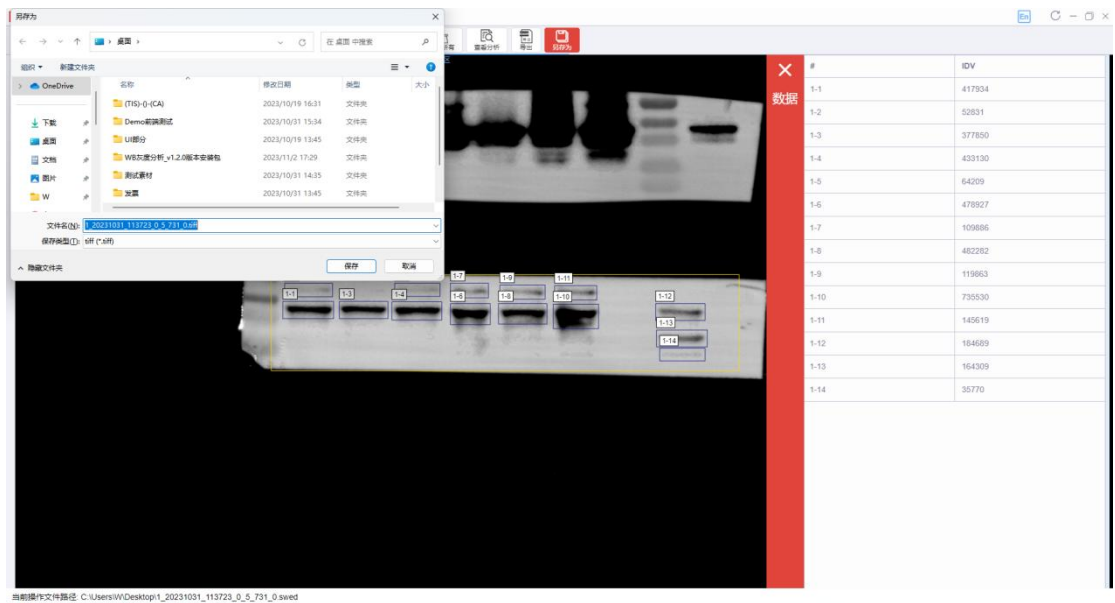 另存为
En
桌面
在 桌面 中搜索
查看分析
导出
另存为
组织
新建文件夹
OneDrive
下载
桌面
文档
图片
W
名称
修改日期
类型
大小
(TIS)-()-(CA)
2023/10/19 16:31
文件夹
Demo前端测试
2023/10/31 15:34
文件夹
UI部分
2023/10/19 13:45
文件夹
WB灰度分析_v1.2.0版本安装包
2023/11/2 17:29
文件夹
测试素材
2023/10/31 14:35
文件夹
发票
2023/10/31 13:45
文件夹
文件名(N): 1_20231031_113723_0_5_731_0.tiff
保存类型(T): tiff (*.tiff)
隐藏文件夹
保存
取消
1-7
1-9
1-11
1-1
1-3
1-4
1-6
1-8
1-10
1-12
1-13
1-14
数据
# IDV
1-1 417934
1-2 52831
1-3 377850
1-4 433130
1-5 64209
1-6 478927
1-7 109886
1-8 482282
1-9 119863
1-10 735530
1-11 145619
1-12 184689
1-13 164309
1-14 35770
当前操作文件路径: C:\Users\W\Desktop\1_20231031_113723_0_5_731_0.swed